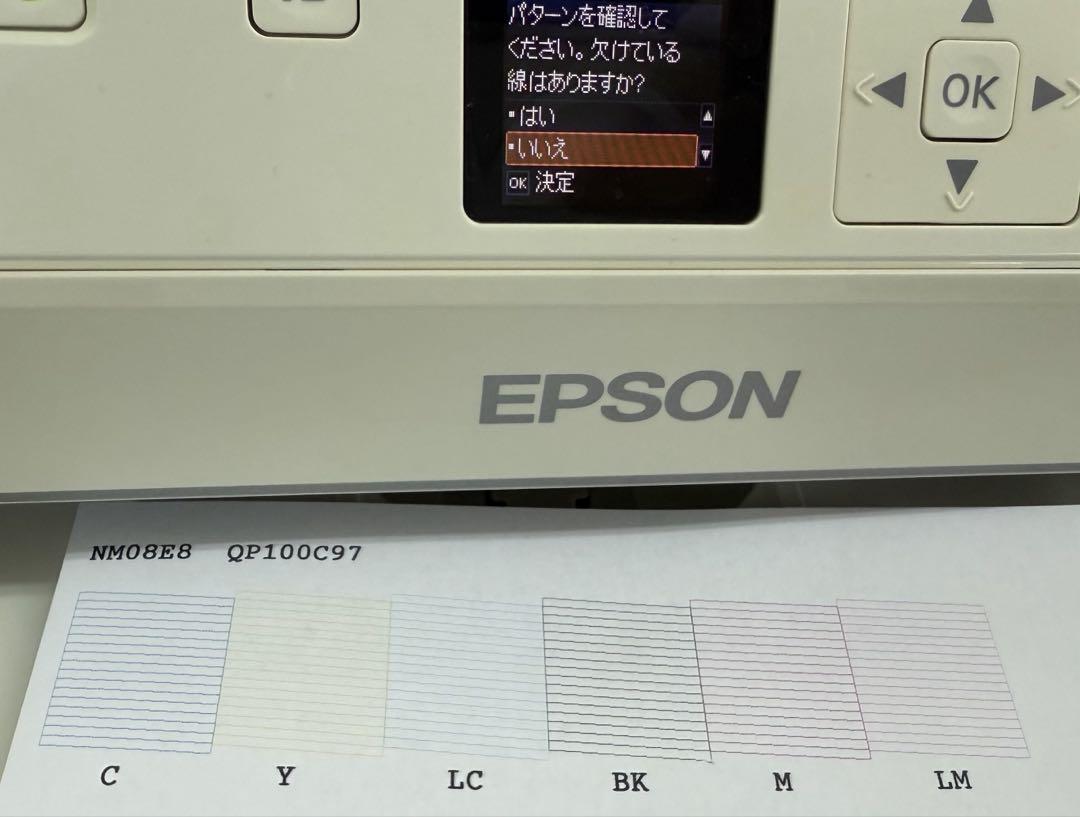 パターンを確認して
ください。欠けている
線はありますか?
・はい
・いいえ
OK 決定
OK
EPSON
NM08E8 QP100C97
C Y LC BK M LM